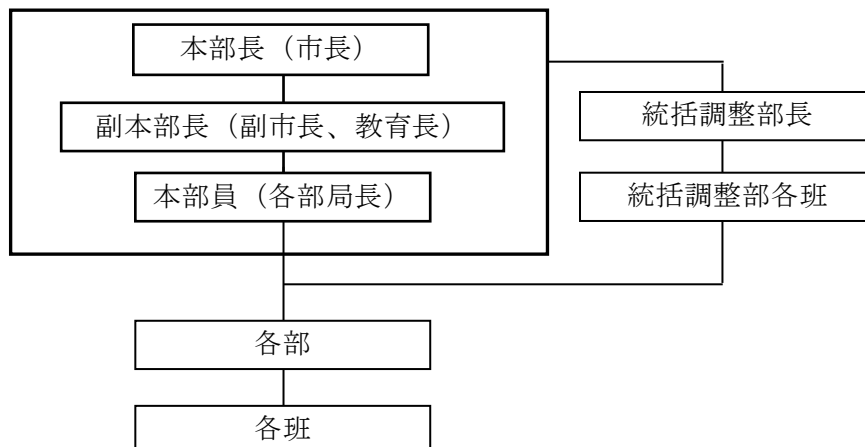 本部長（市長）
副本部長（副市長、教育長）
本部員（各部局長）
統括調整部長
統括調整部各班
各部
各班